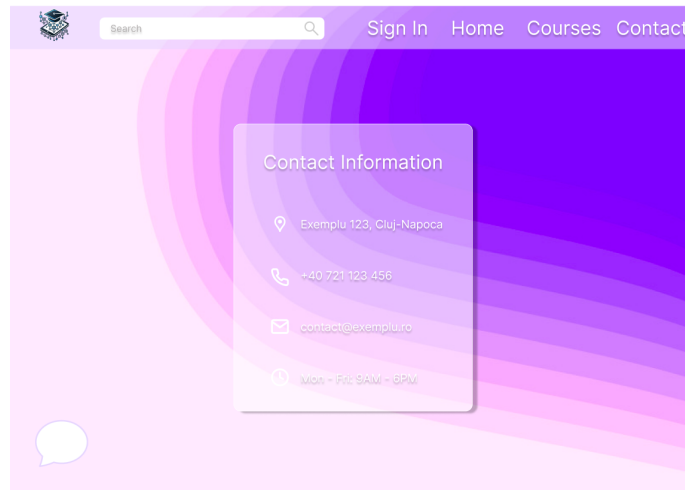 Search
Sign In
Home
Courses
Contact
Contact Information
Exemplu 123, Cluj-Napoca
+40 721 123 456
contact@exemplu.ro
Mon - Fri: 9AM - 6PM